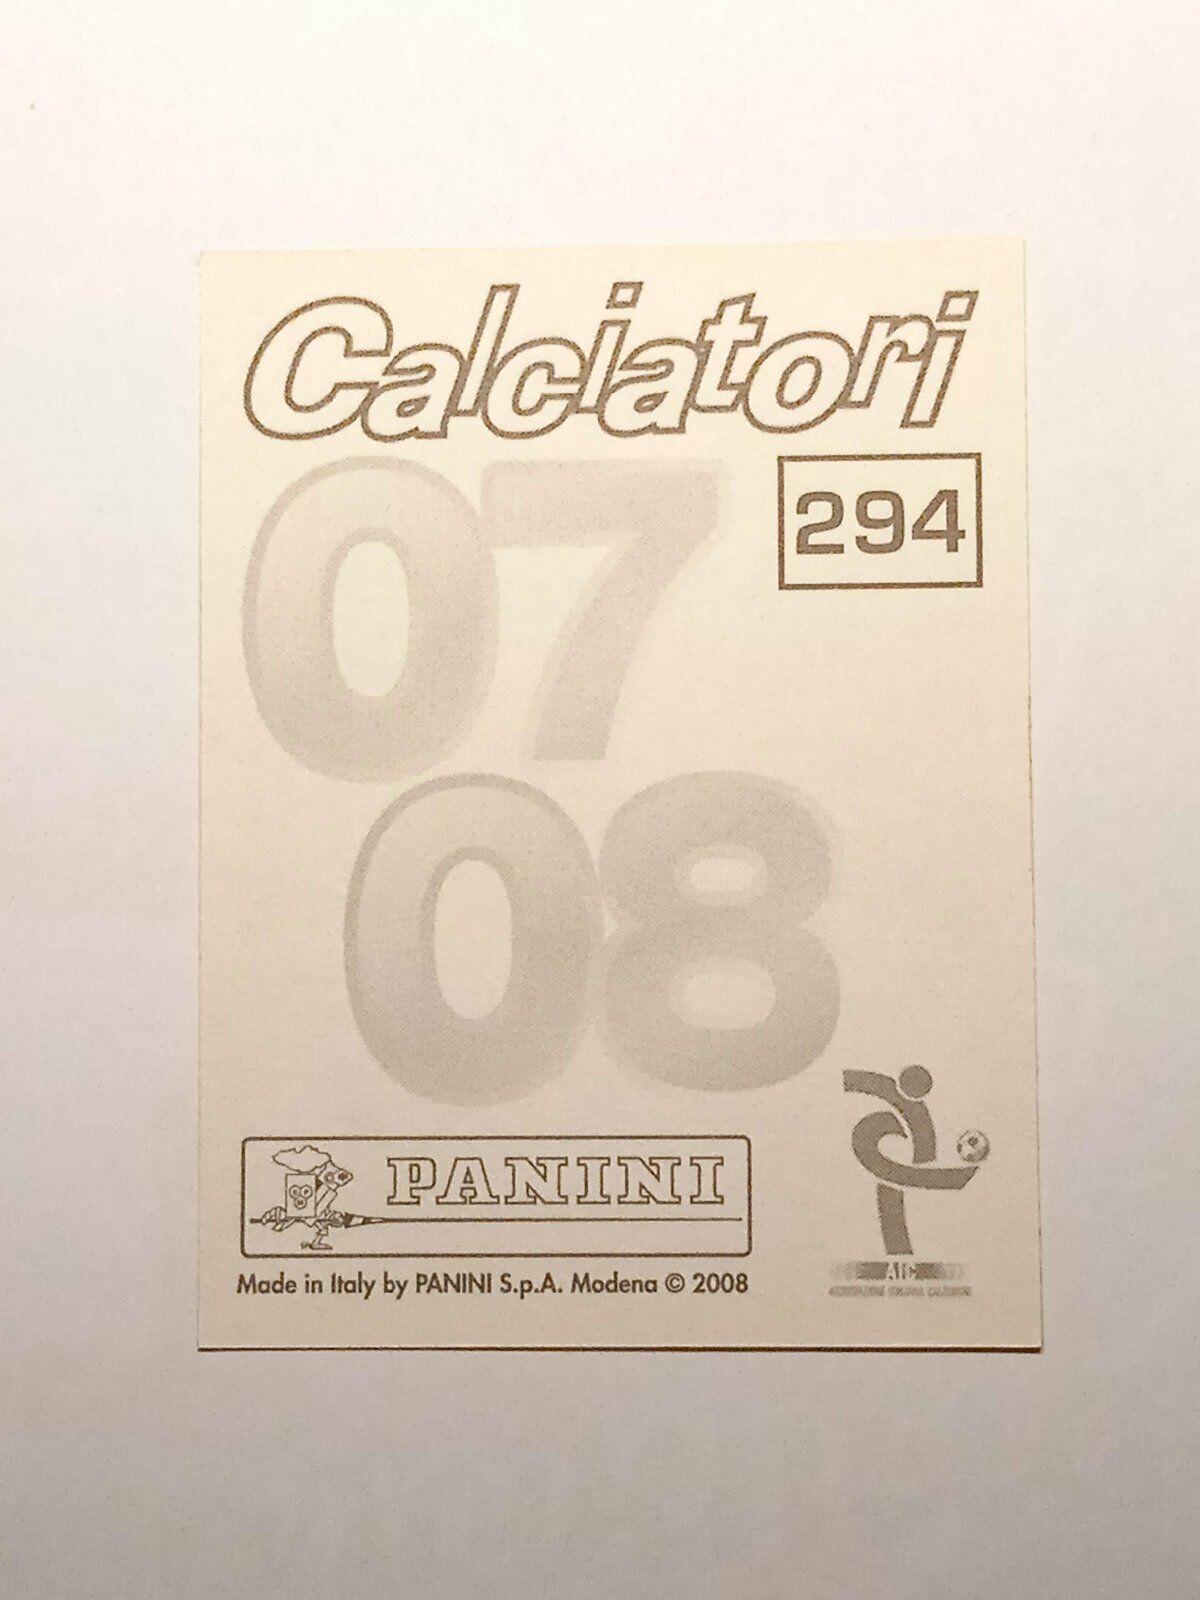 Calciatori
07
294
08
PANINI
Made in Italy by PANINI S.p.A. Modena © 2008
AIC